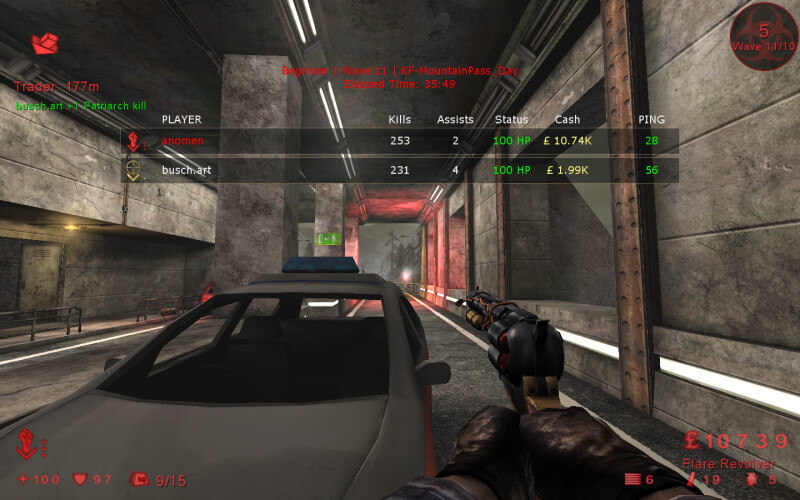 5
Wave 11/10
Beginner | Wave 11 | KF-MountainPass_Day
Elapsed Time: 35:49
Trader: 177m
busch.art +1 Patriarch kill
PLAYER Kills Assists Status Cash PING
anomen 253 2 100 HP £ 10.74K 28
busch.art 231 4 100 HP £ 1.99K 56
£10739
Flare Revolver
100 97 9/15 6 19 5